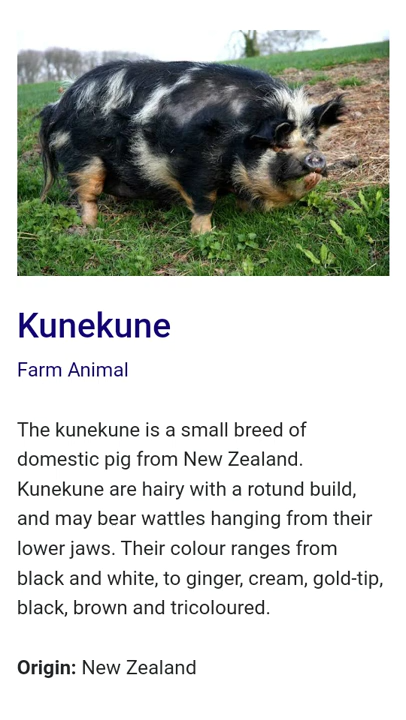 Kunekune
Farm Animal
The kunekune is a small breed of
domestic pig from New Zealand.
Kunekune are hairy with a rotund build,
and may bear wattles hanging from their
lower jaws. Their colour ranges from
black and white, to ginger, cream, gold-tip,
black, brown and tricoloured.
Origin: New Zealand